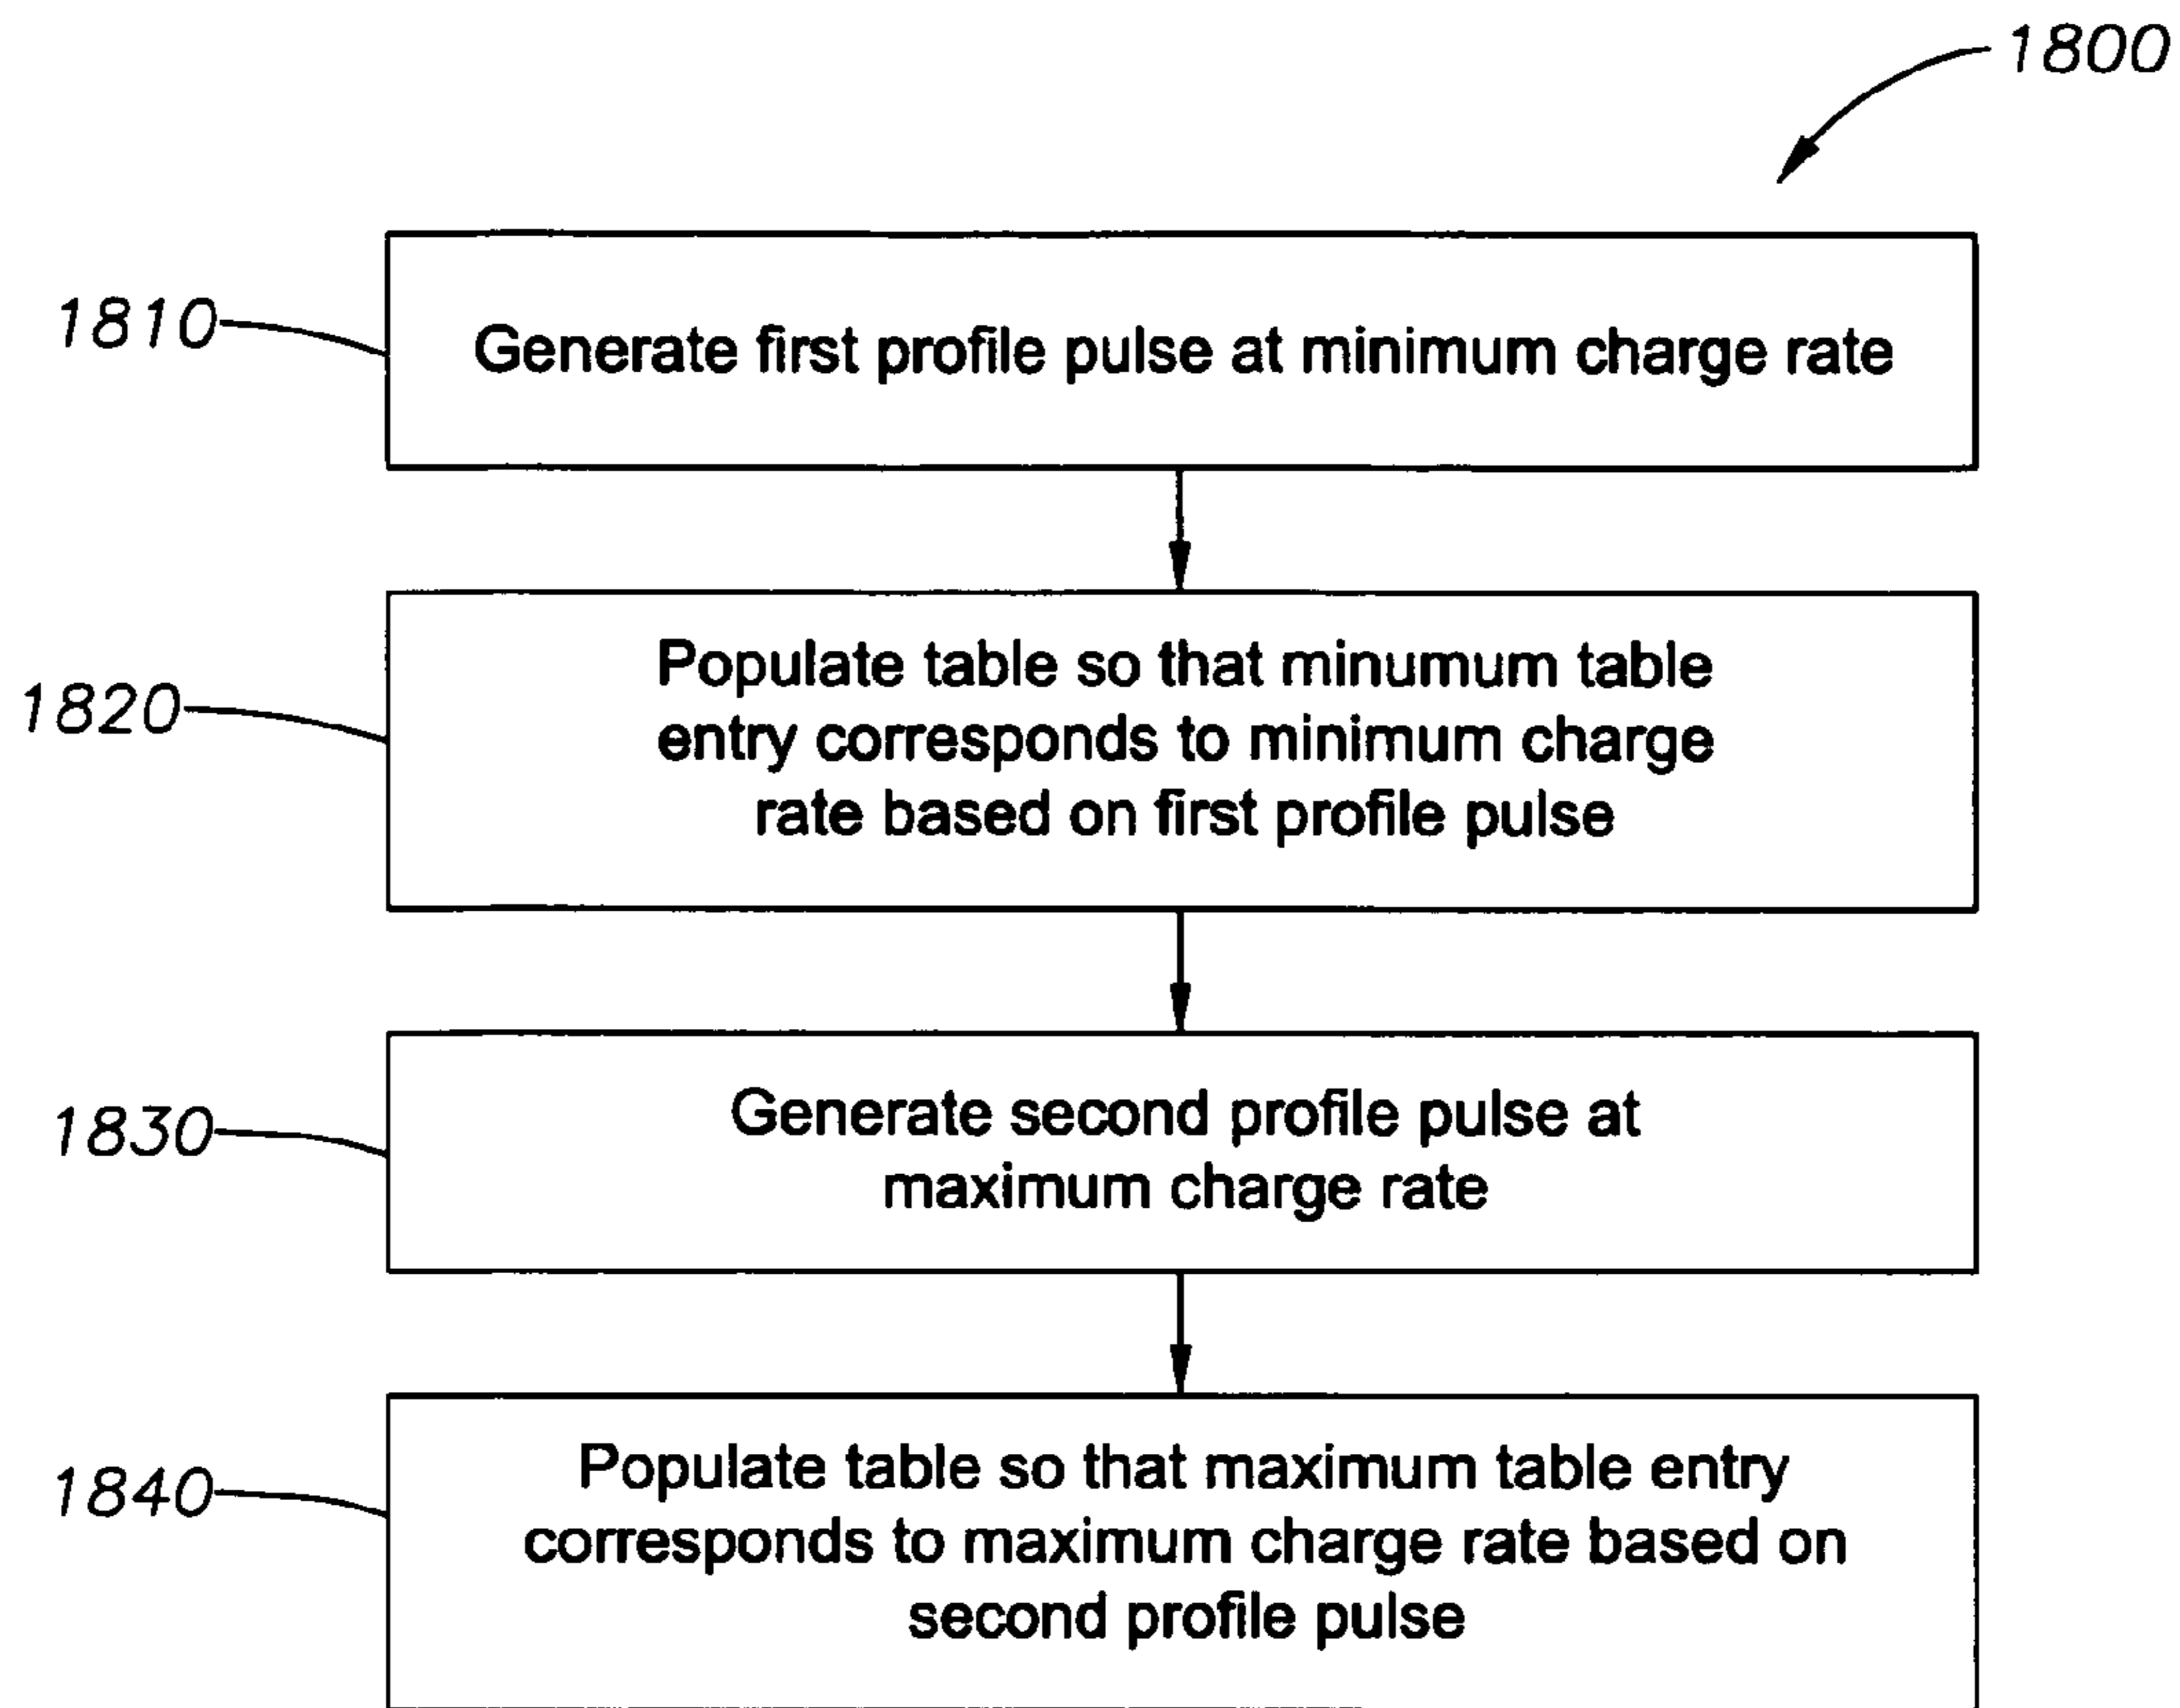 1800
1810
Generate first profile pulse at minimum charge rate
1820
Populate table so that minumum table
entry corresponds to minimum charge
rate based on first profile pulse
1830
Generate second profile pulse at
maximum charge rate
1840
Populate table so that maximum table entry
corresponds to maximum charge rate based on
second profile pulse